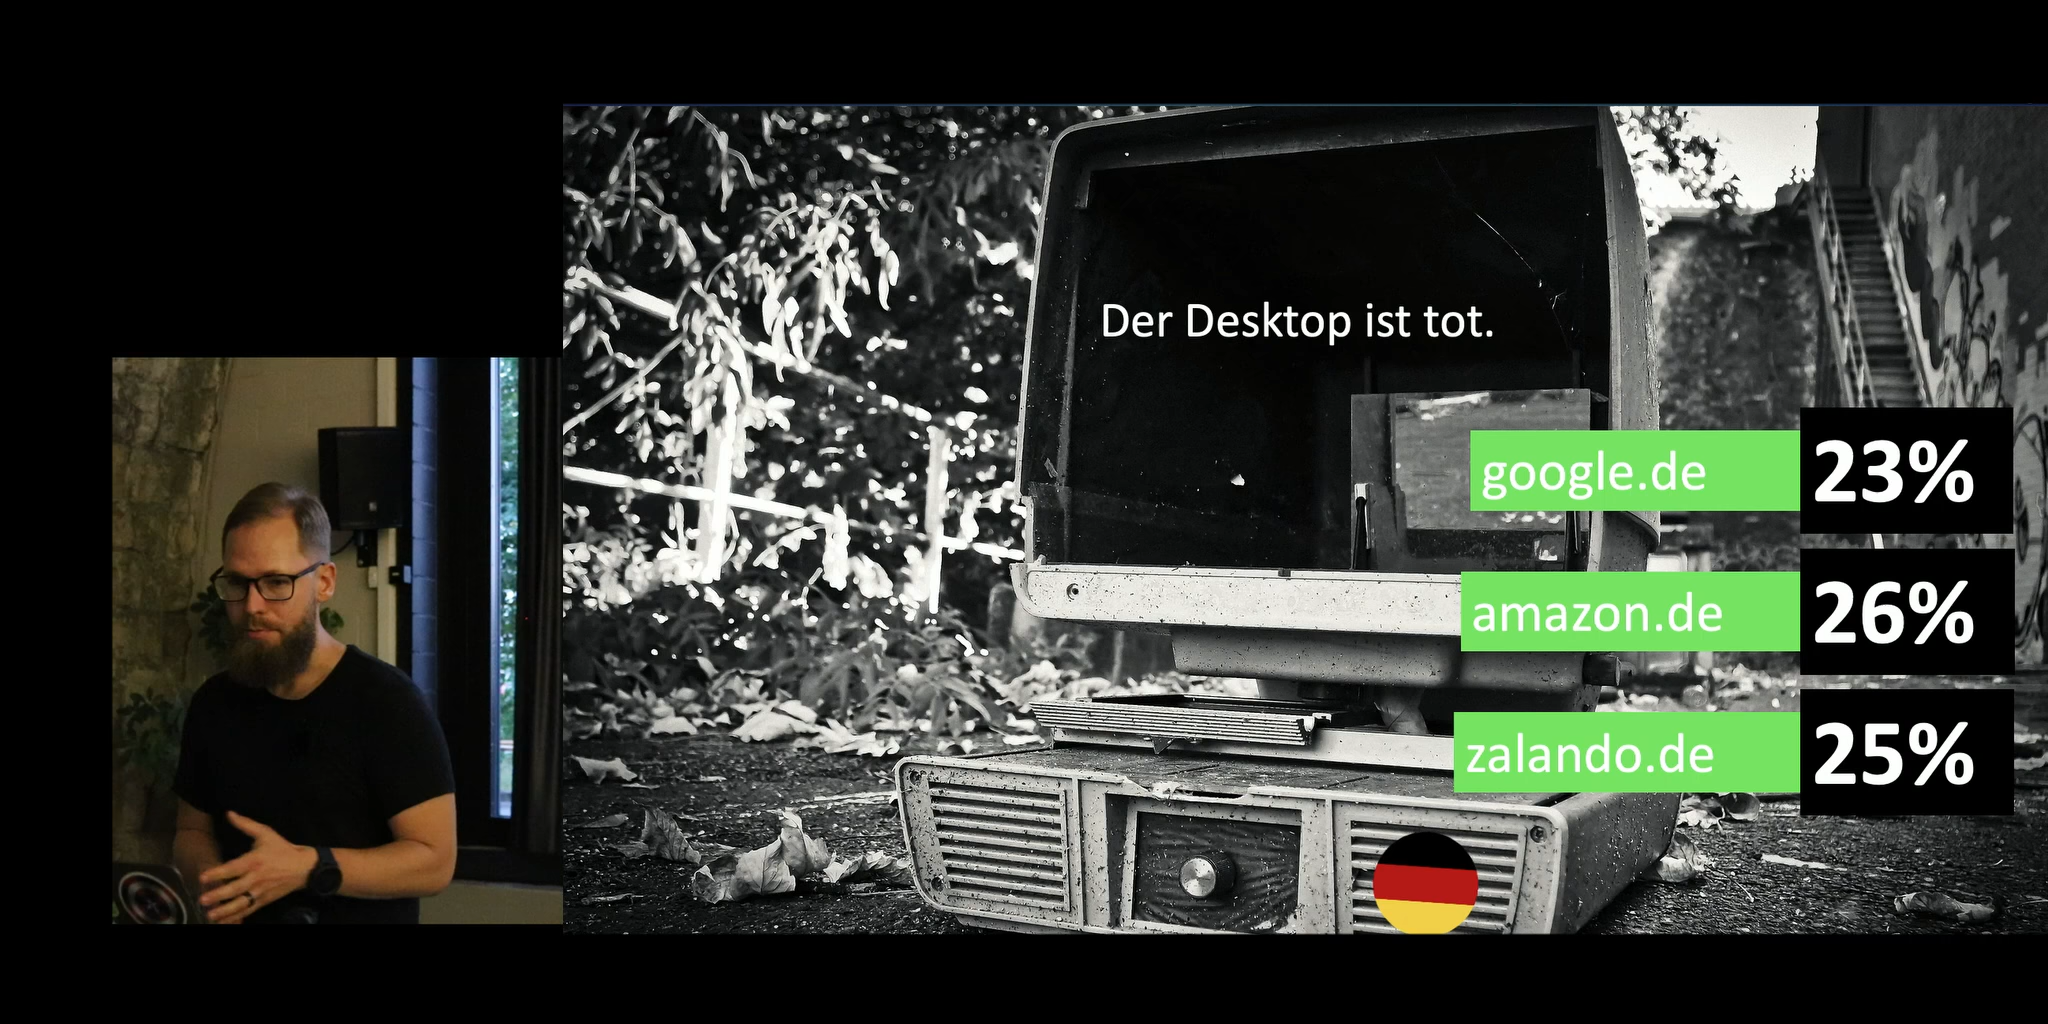 Der Desktop ist tot.
google.de 23%
amazon.de 26%
zalando.de 25%